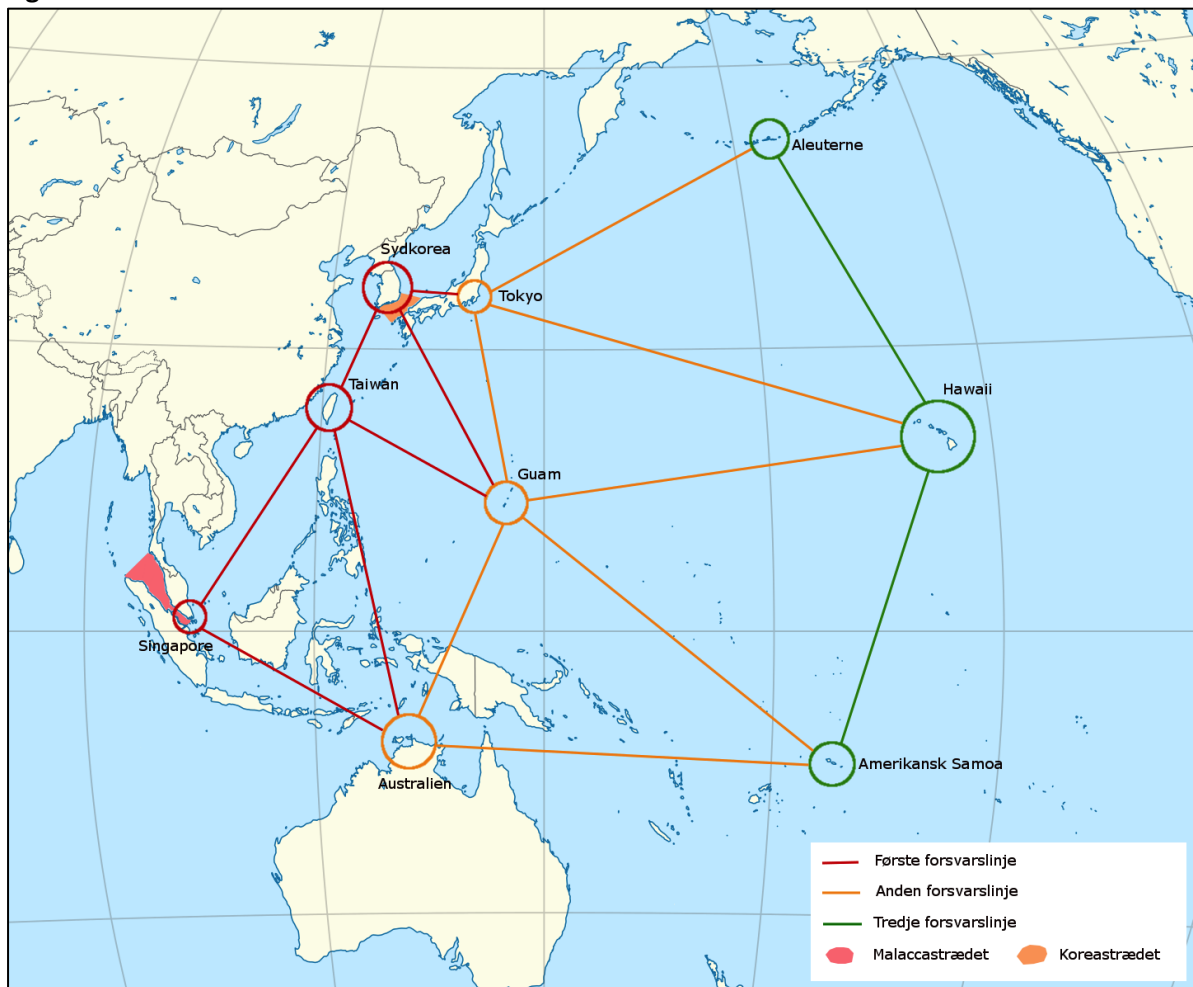 Aleuterne
Sydkorea
Tokyo
Taiwan
Hawaii
Guam
Singapore
Amerikansk Samoa
Australien
Første forsvarslinje
Anden forsvarslinje
Tredje forsvarslinje
Malaccastrædet
Koreastrædet